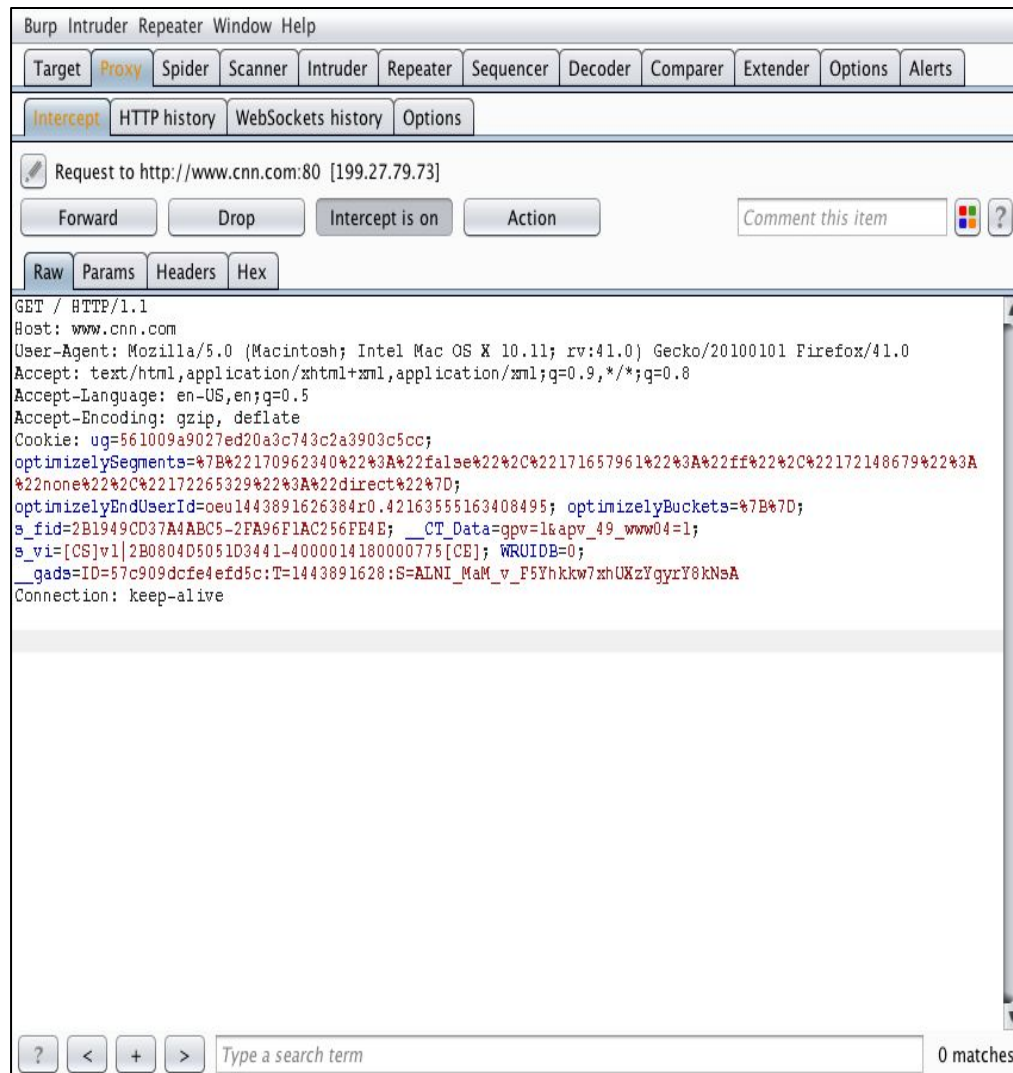 Burp Intruder Repeater Window Help
Target Proxy Spider Scanner Intruder Repeater Sequencer Decoder Comparer Extender Options Alerts
Intercept HTTP history WebSockets history Options
Request to http://www.cnn.com:80 [199.27.79.73]
Forward Drop Intercept is on Action Comment this item ?
Raw Params Headers Hex
GET / HTTP/1.1
Host: www.cnn.com
User-Agent: Mozilla/5.0 (Macintosh; Intel Mac OS X 10.11; rv:41.0) Gecko/20100101 Firefox/41.0
Accept: text/html,application/xhtml+xml,application/xml;q=0.9,*/*;q=0.8
Accept-Language: en-US,en;q=0.5
Accept-Encoding: gzip, deflate
Cookie: ug=561009a9027ed20a3c743c2a3903c5cc;
optimizelySegments=%7B%22170962340%22%3A%22false%22%2C%22171657961%22%3A%22ff%22%2C%22172148679%22%3A
%22none%22%2C%22172265329%22%3A%22direct%22%7D;
optimizelyEndUserId=oeu1443891626384r0.42163555163408495; optimizelyBuckets=%7B%7D;
s_fid=2B1949CD37A4ABC5-2FA96F1AC256FE4E; __CT_Data=gpv=1&apv_49_www04=1;
s_vi=[CS]v1|2B0804D5051D3441-4000014180000775[CE]; WRUIDB=0;
__gads=ID=57c909dcfe4efd5c:T=1443891628:S=ALNI_MaM_v_F5Yhkkw7xhUXzYgyrY8kNsA
Connection: keep-alive
? < + > Type a search term 0 matches